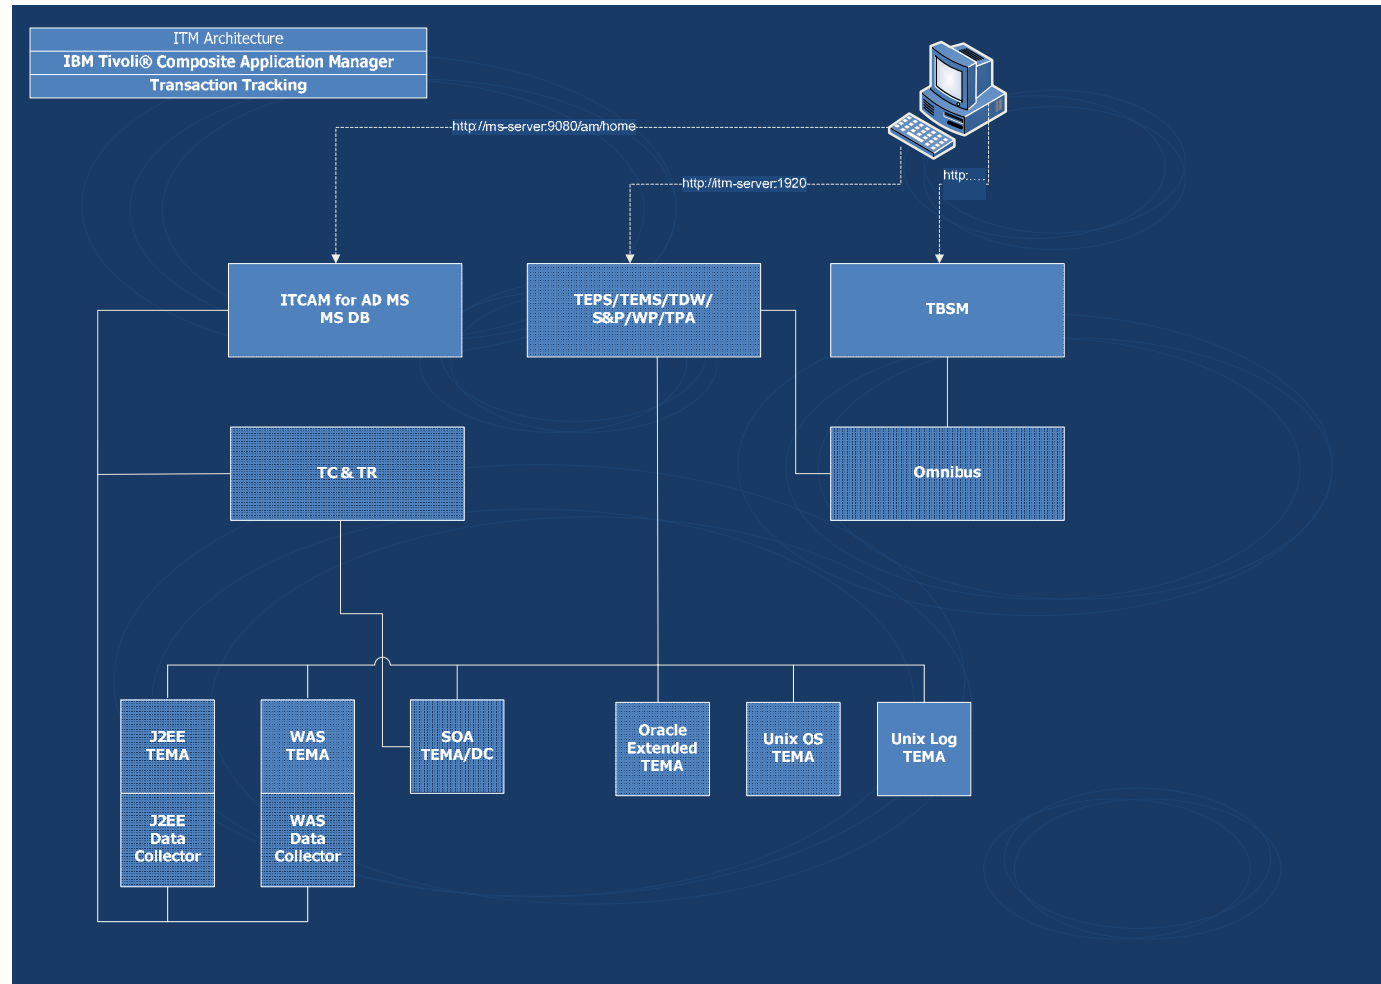 ITM Architecture
IBM Tivoli® Composite Application Manager
Transaction Tracking
http://ms-server:9080/am/home
http://itm-server:1920
http:....
ITCAM for AD MS
MS DB
TEPS/TEMS/TDW/
S&P/WP/TPA
TBSM
TC & TR
Omnibus
J2EE
TEMA
WAS
TEMA
SOA
TEMA/DC
Oracle
Extended
TEMA
Unix OS
TEMA
Unix Log
TEMA
J2EE
Data
Collector
WAS
Data
Collector